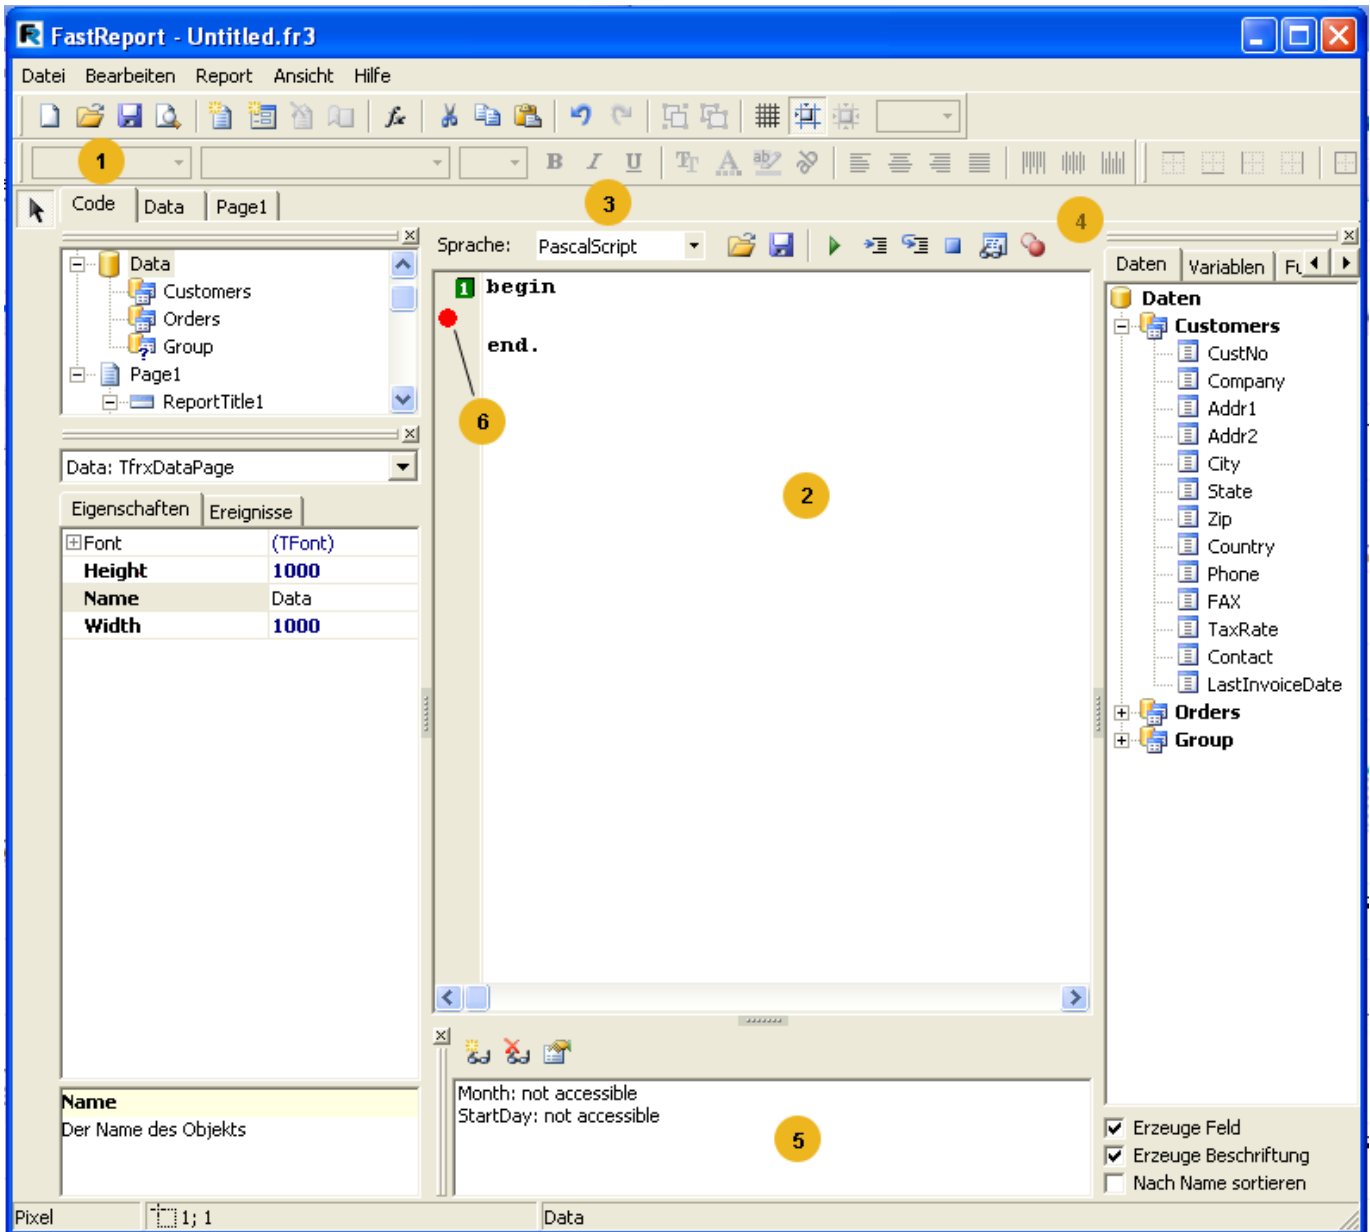 FastReport - Untitled.fr3
Datei Bearbeiten Report Ansicht Hilfe
1
B I U
Code Data Page1
3
4
Sprache: PascalScript
Data
Customers
Orders
Group
Page1
ReportTitle1
1 begin
end.
6
2
Data: TfrxDataPage
Eigenschaften Ereignisse
Font (TFont)
Height 1000
Name Data
Width 1000
Name
Der Name des Objekts
Month: not accessible
StartDay: not accessible
5
Daten Variablen
Daten
Customers
CustNo
Company
Addr1
Addr2
City
State
Zip
Country
Phone
FAX
TaxRate
Contact
LastInvoiceDate
Orders
Group
Erzeuge Feld
Erzeuge Beschriftung
Nach Name sortieren
Pixel 1; 1 Data